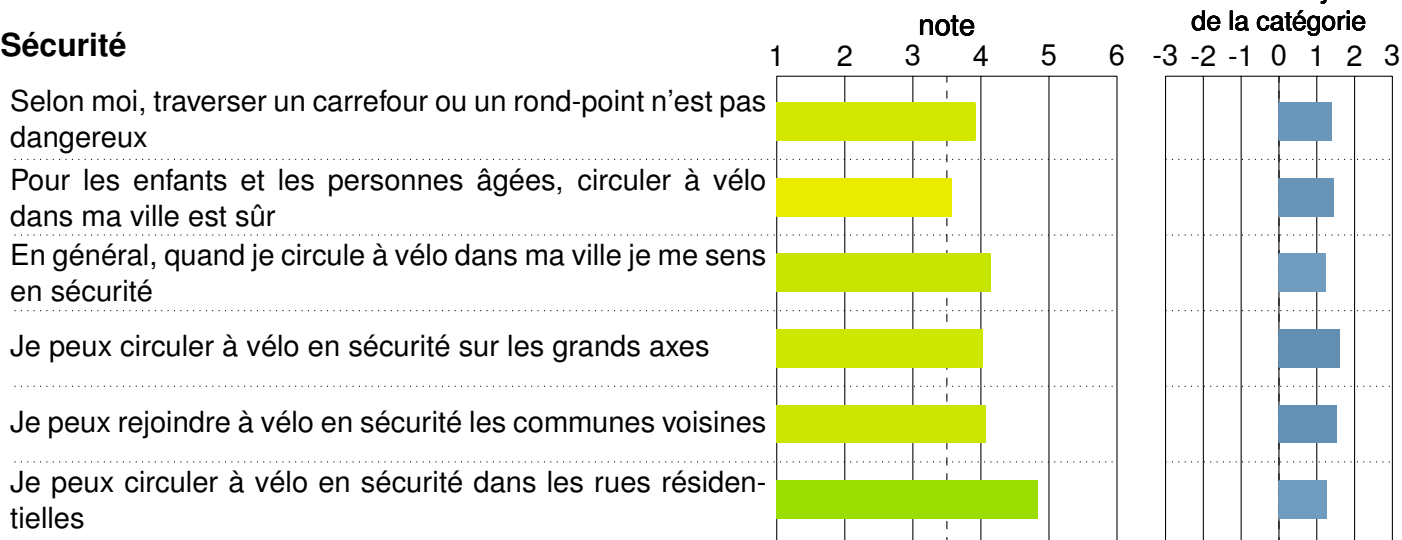 note
de la catégorie
Sécurité
1 2 3 4 5 6
-3 -2 -1 0 1 2 3
Selon moi, traverser un carrefour ou un rond-point n'est pas
dangereux
Pour les enfants et les personnes âgées, circuler à vélo
dans ma ville est sûr
En général, quand je circule à vélo dans ma ville je me sens
en sécurité
Je peux circuler à vélo en sécurité sur les grands axes
Je peux rejoindre à vélo en sécurité les communes voisines
Je peux circuler à vélo en sécurité dans les rues résiden-
tielles